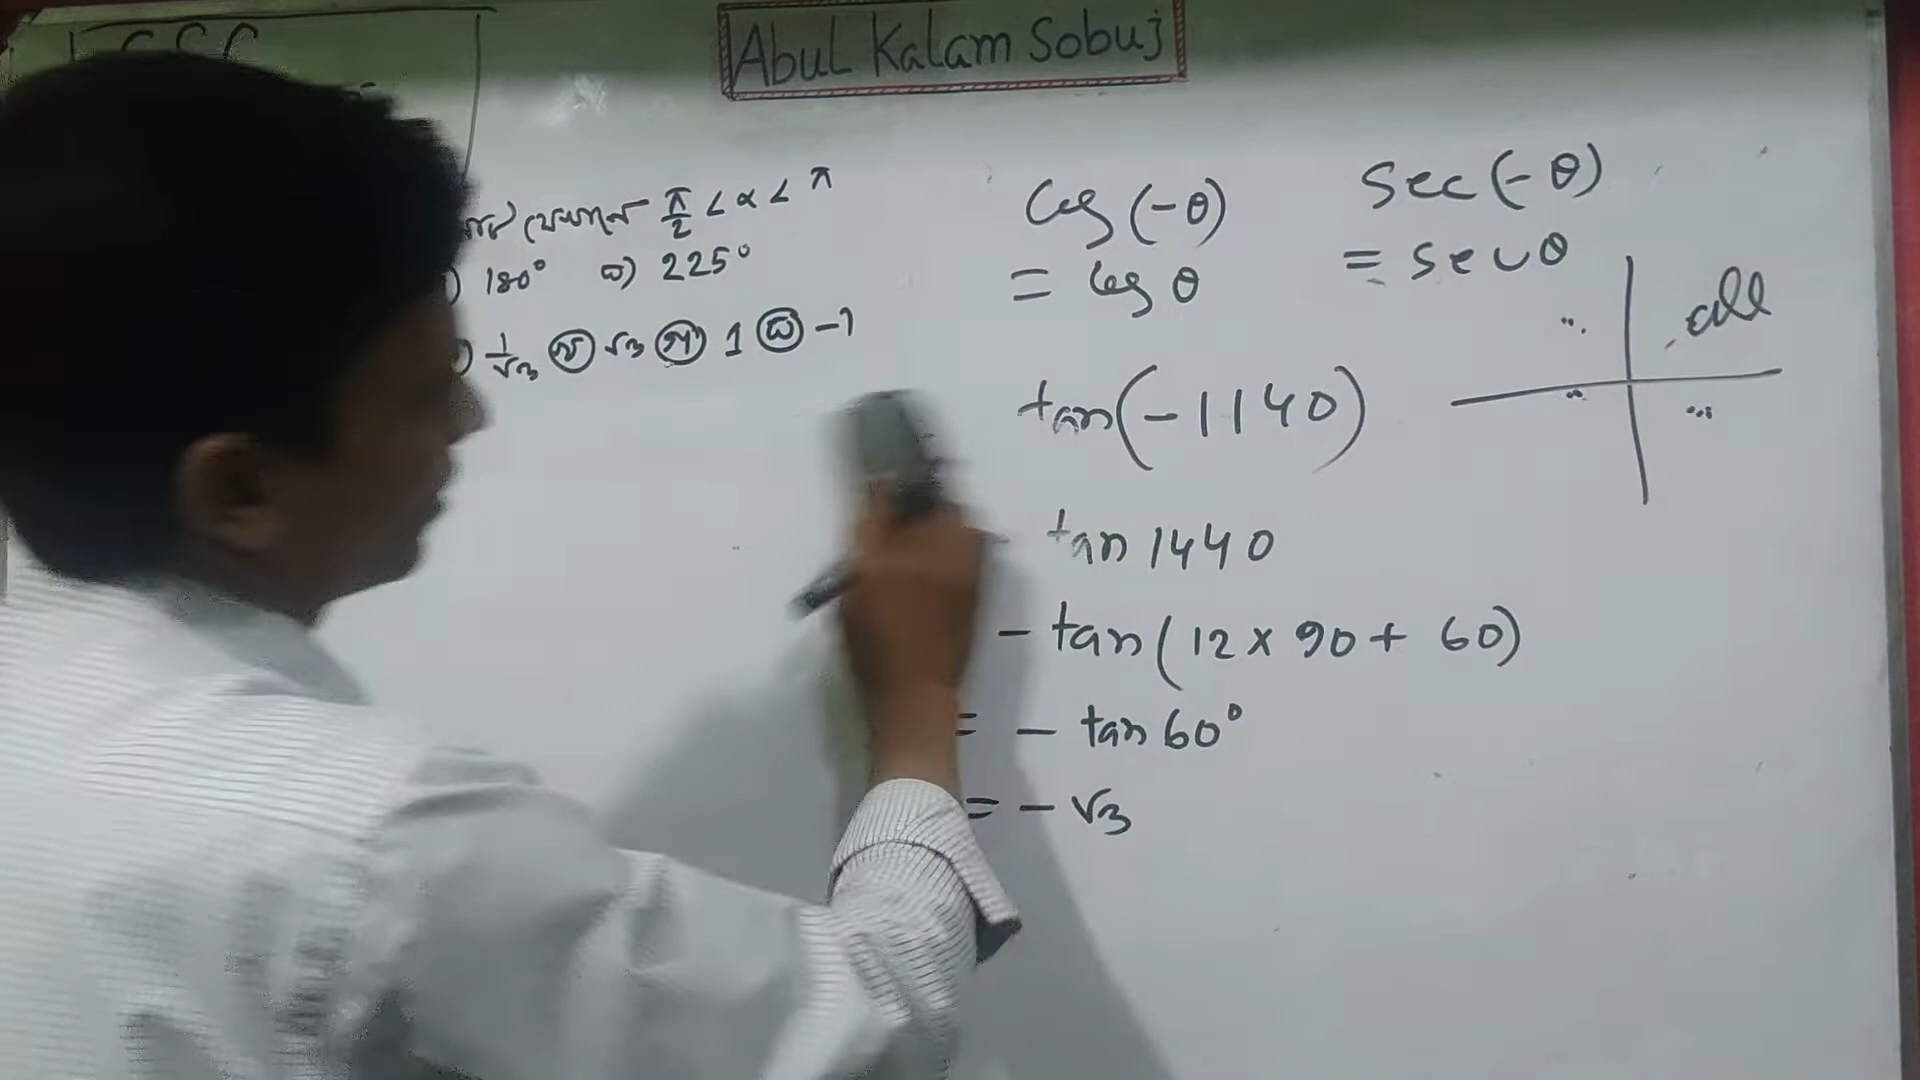 Abul Kalam Sobuj
π/2 < α < π
180° ঘ) 225°
1/√3 খ √3 গ 1 ঘ -1
Cos (-θ)
= Cos θ
Sec (-θ)
= Secθ
all
tan(-1140)
- tan 1440
- tan (12 x 90 + 60)
= - tan 60°
= - √3